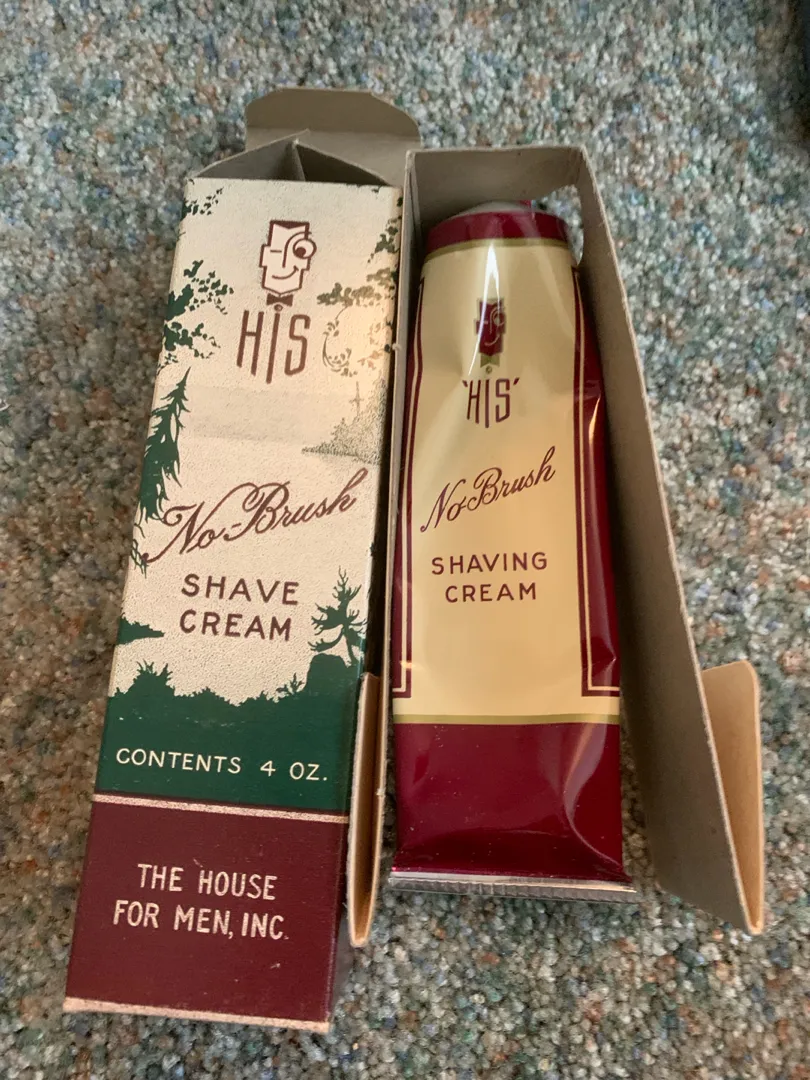 HIS
No-Brush
SHAVE
CREAM
CONTENTS 4 OZ.
THE HOUSE
FOR MEN, INC.
©
'HIS'
No-Brush
SHAVING
CREAM